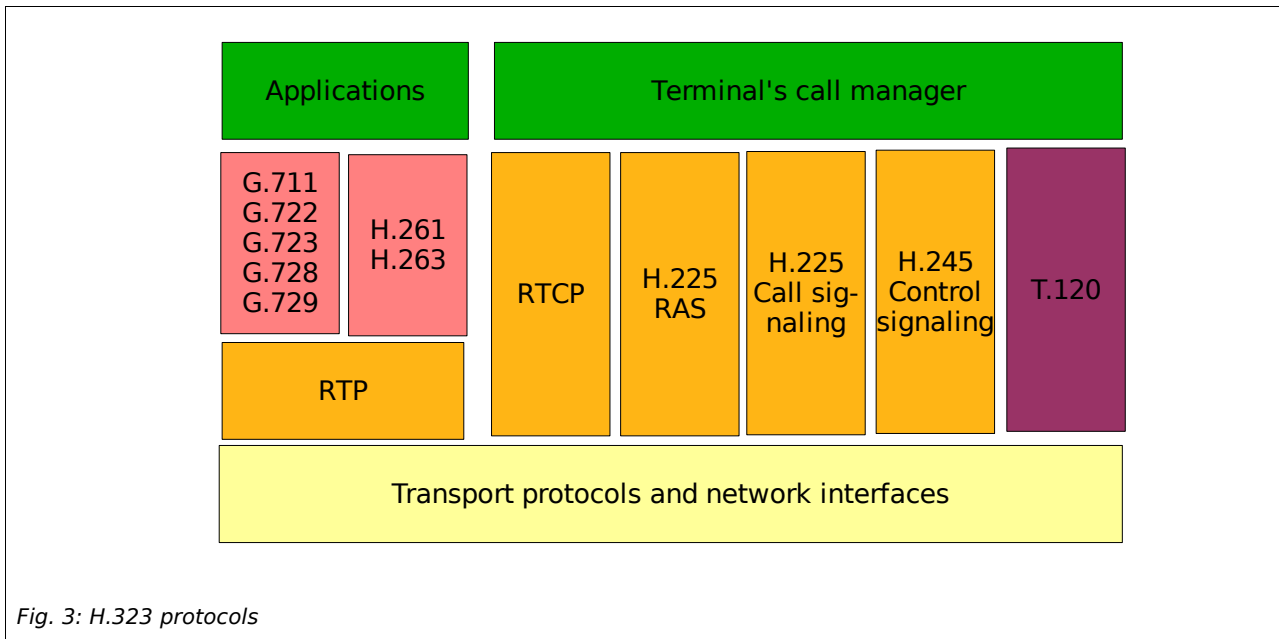 Applications
Terminal's call manager
G.711
G.722
G.723
G.728
G.729
H.261
H.263
RTCP
H.225
RAS
H.225
Call sig-
naling
H.245
Control
signaling
T.120
RTP
Transport protocols and network interfaces
Fig. 3: H.323 protocols